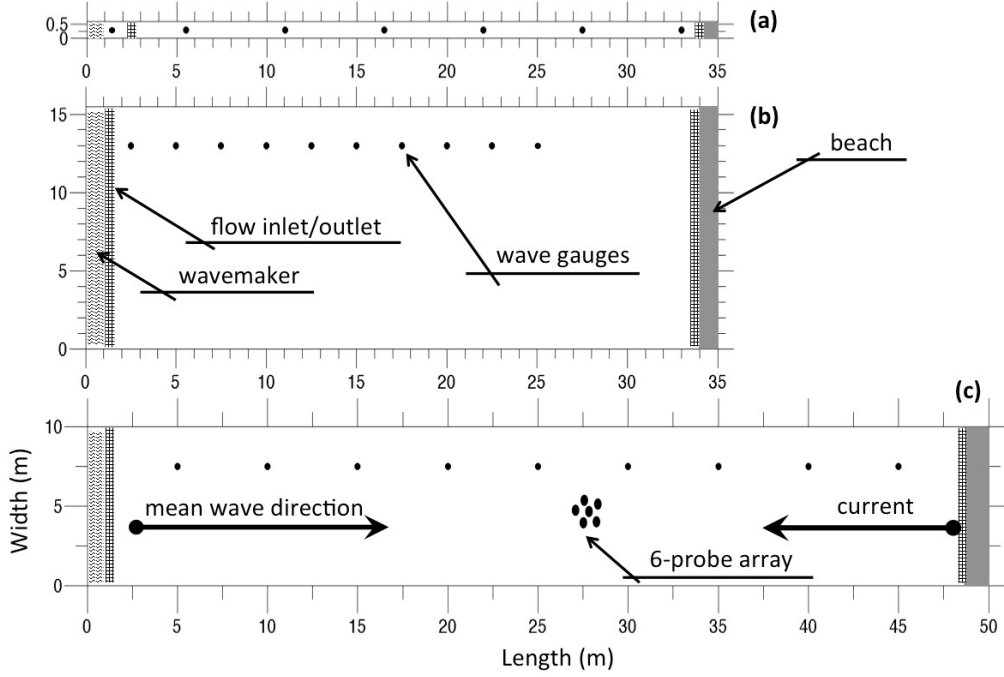 0.5
0
(a)
0 5 10 15 20 25 30 35
15
10
5
0
(b)
beach
flow inlet/outlet
wave gauges
wavemaker
0 5 10 15 20 25 30 35
(c)
10
5
0
Width (m)
mean wave direction
current
6-probe array
0 5 10 15 20 25 30 35 40 45 50
Length (m)